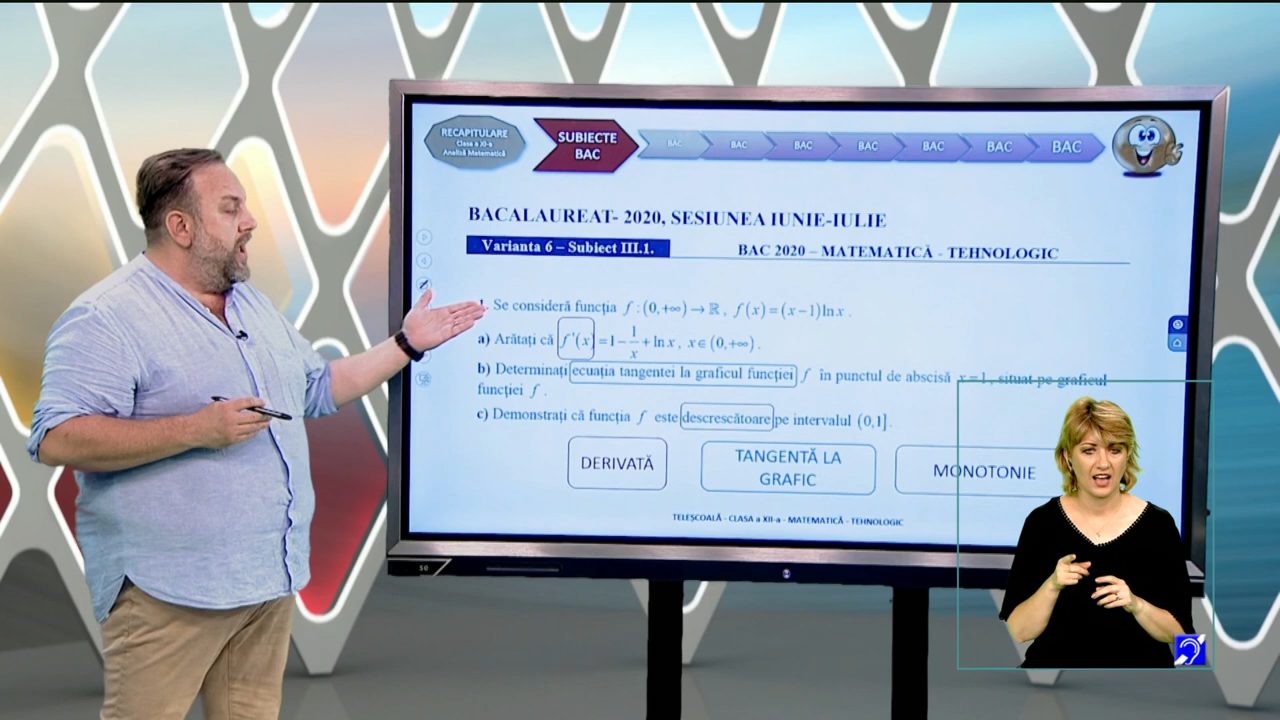 RECAPITULARE
Clasa a XI-a
Analiză Matematică
SUBIECTE
BAC
BAC
BAC
BAC
BAC
BAC
BAC
BAC
BACALAUREAT- 2020, SESIUNEA IUNIE-IULIE
Varianta 6 – Subiect III.1.
BAC 2020 – MATEMATICĂ - TEHNOLOGIC
1. Se consideră funcția f : (0,+∞) → ℝ , f(x) = (x−1)ln x .
a) Arătați că f'(x) = 1 − 1/x + ln x , x ∈ (0,+∞) .
b) Determinați ecuația tangentei la graficul funcției f în punctul de abscisă x = 1 , situat pe graficul
funcției f .
c) Demonstrați că funcția f este descrescătoare pe intervalul (0,1] .
DERIVATĂ
TANGENTĂ LA
GRAFIC
MONOTONIE
TELEȘCOALĂ - CLASA a XII-a - MATEMATICĂ - TEHNOLOGIC